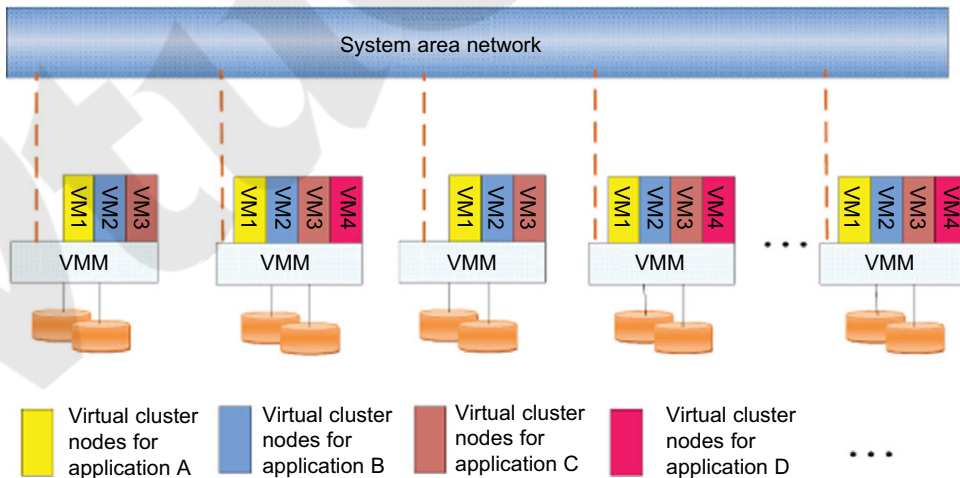 System area network
VM1 VM2 VM3
VM1 VM2 VM3 VM4
VM1 VM2 VM3
VM1 VM2 VM3 VM4
...
VM1 VM2 VM3 VM4
VMM
VMM
VMM
VMM
VMM
Virtual cluster
nodes for
application A
Virtual cluster
nodes for
application B
Virtual cluster
nodes for
application C
Virtual cluster
nodes for
application D
...